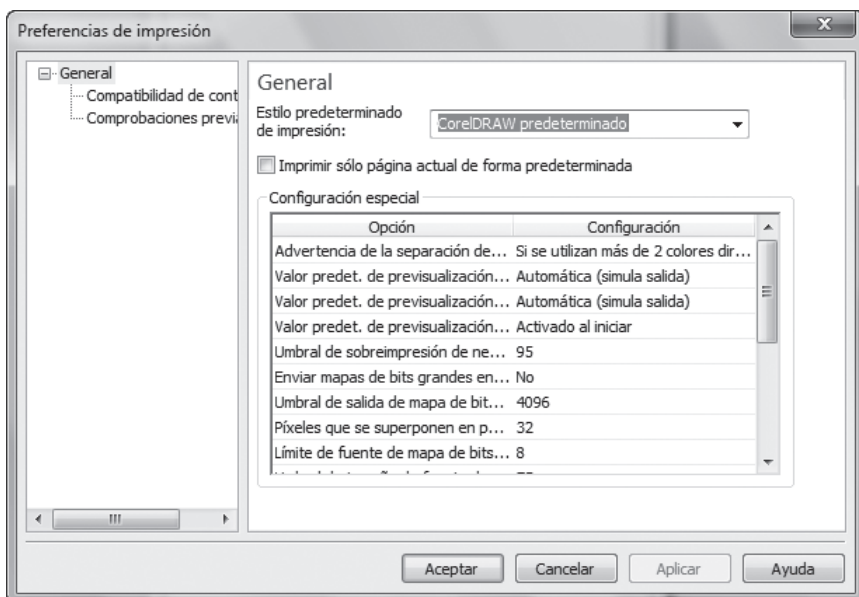 Preferencias de impresión
General
Compatibilidad de cont
Comprobaciones previa
General
Estilo predeterminado
de impresión:
CorelDRAW predeterminado
Imprimir sólo página actual de forma predeterminada
Configuración especial
Opción Configuración
Advertencia de la separación de... Si se utilizan más de 2 colores dir...
Valor predet. de previsualización... Automática (simula salida)
Valor predet. de previsualización... Automática (simula salida)
Valor predet. de previsualización... Activado al iniciar
Umbral de sobreimpresión de ne... 95
Enviar mapas de bits grandes en... No
Umbral de salida de mapa de bit... 4096
Píxeles que se superponen en p... 32
Límite de fuente de mapa de bits... 8
Aceptar Cancelar Aplicar Ayuda